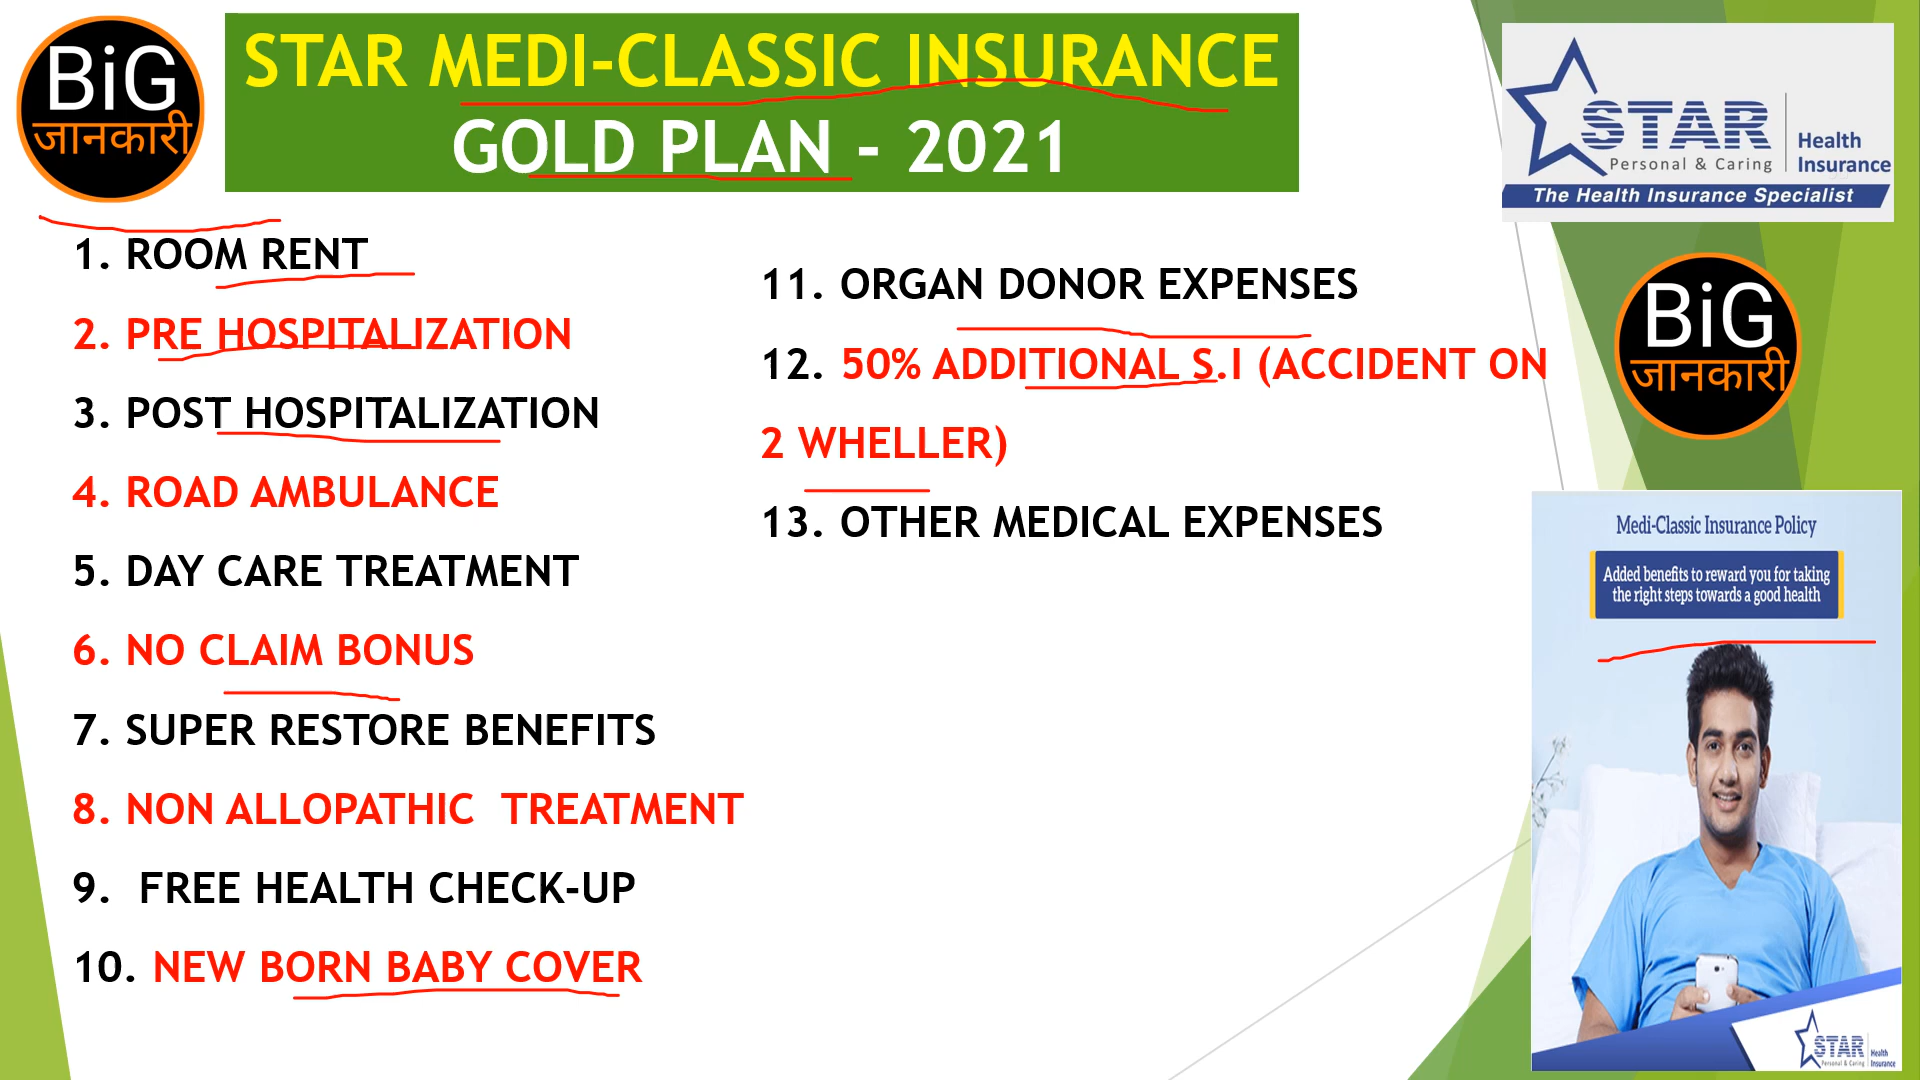 BiG
जानकारी
STAR MEDI-CLASSIC INSURANCE
GOLD PLAN - 2021
STAR
Personal & Caring
Health
Insurance
The Health Insurance Specialist
1. ROOM RENT
2. PRE HOSPITALIZATION
3. POST HOSPITALIZATION
4. ROAD AMBULANCE
5. DAY CARE TREATMENT
6. NO CLAIM BONUS
7. SUPER RESTORE BENEFITS
8. NON ALLOPATHIC TREATMENT
9. FREE HEALTH CHECK-UP
10. NEW BORN BABY COVER
11. ORGAN DONOR EXPENSES
12. 50% ADDITIONAL S.I (ACCIDENT ON
2 WHELLER)
13. OTHER MEDICAL EXPENSES
BiG
जानकारी
Medi-Classic Insurance Policy
Added benefits to reward you for taking
the right steps towards a good health
STAR
Personal & Caring
Health
Insurance